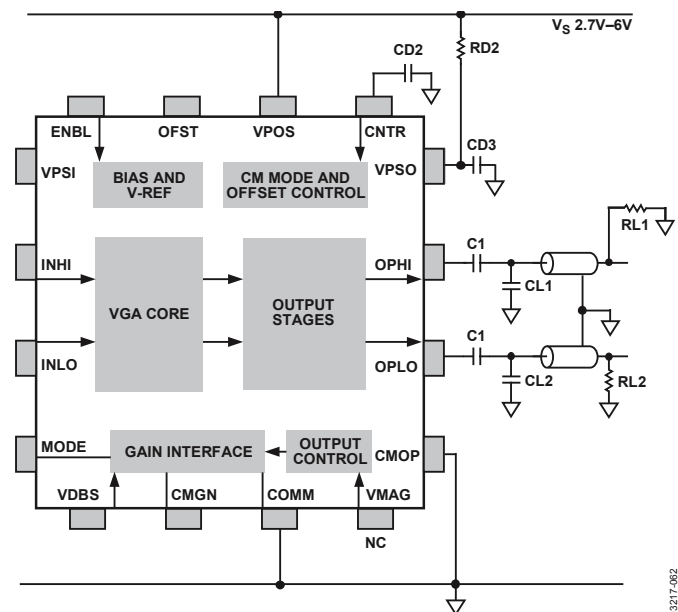 V_S 2.7V–6V
RD2
CD2
ENBL
OFST
VPOS
CNTR
CD3
VPSI
BIAS AND
V-REF
CM MODE AND
OFFSET CONTROL
VPSO
RL1
INHI
OPHI
C1
CL1
VGA CORE
OUTPUT
STAGES
C1
INLO
OPLO
CL2
RL2
MODE
GAIN INTERFACE
OUTPUT
CONTROL
CMOP
VDBS
CMGN
COMM
VMAG
NC
3217-062